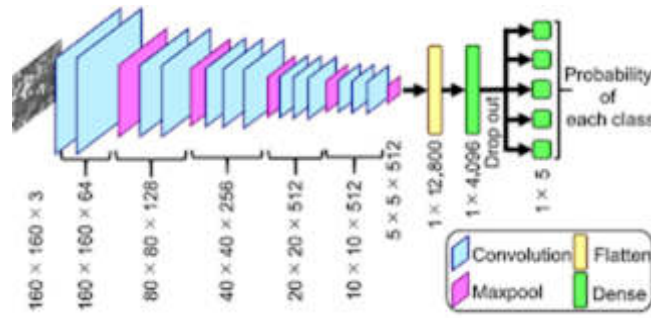 160 × 160 × 3
160 × 160 × 64
80 × 80 × 128
40 × 40 × 256
20 × 20 × 512
10 × 10 × 512
5 × 5 × 512
1 × 12,800
1 × 4,096
Drop out
1 × 5
Probability
of
each class
Convolution
Flatten
Maxpool
Dense